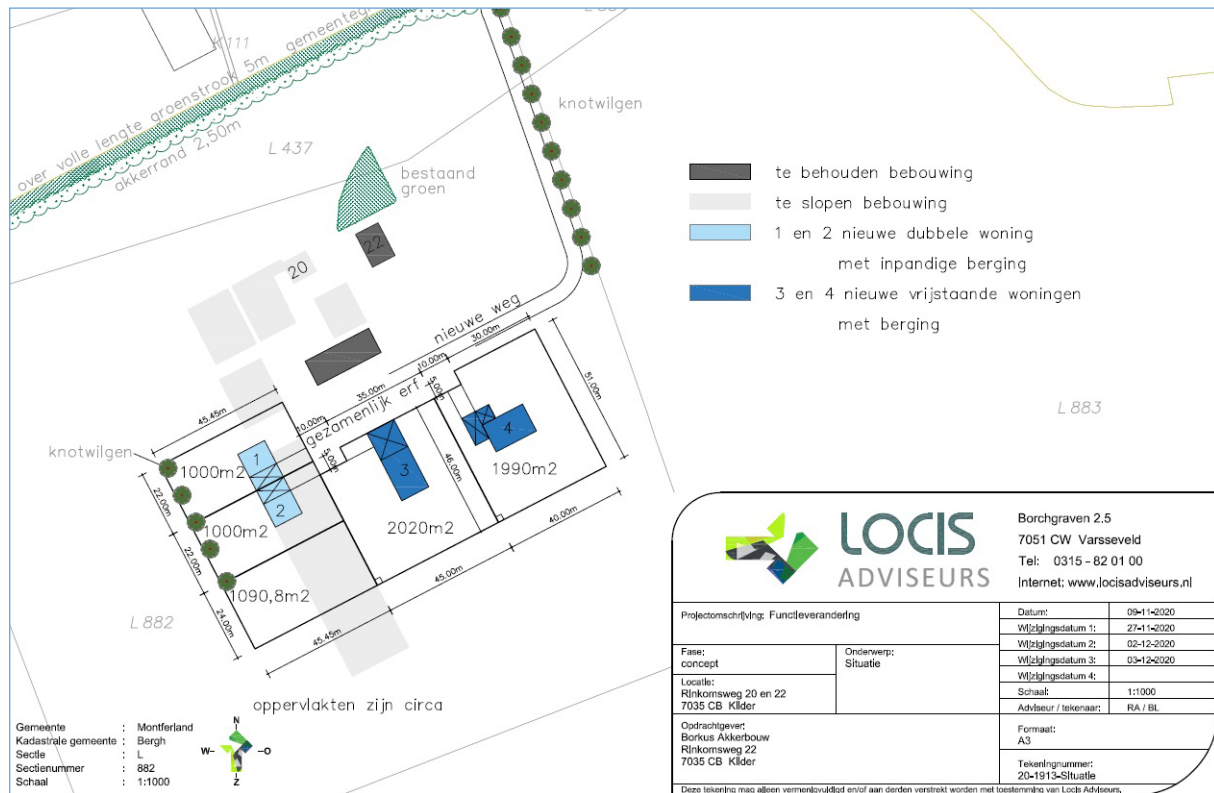 K 111
over volle lengte groenstrook 5m gemeentegr
akkerrand 2,50m
L 437
knotwilgen
bestaand
groen
22
20
nieuwe weg
30.00m
10.00m
35.00m
gezamenlijk erf
5.00m
10.00m
5.00m
51.00m
45.45m
knotwilgen
1000m2
1
22.00m
1000m2
2
22.00m
1090,8m2
24.00m
45.45m
3
2020m2
46.00m
45.00m
4
1990m2
40.00m
L 882
L 883
oppervlakten zijn circa
te behouden bebouwing
te slopen bebouwing
1 en 2 nieuwe dubbele woning
met inpandige berging
3 en 4 nieuwe vrijstaande woningen
met berging
Gemeente : Montferland
Kadastrale gemeente : Bergh
Sectie : L
Sectienummer : 882
Schaal : 1:1000
N
W
O
Z
LOCIS
ADVISEURS
Borchgraven 2.5
7051 CW Varsseveld
Tel: 0315 - 82 01 00
Internet: www.locisadviseurs.nl
Projectomschrijving: Functieverandering
Fase:
concept
Onderwerp:
Situatie
Locatie:
Rinkomsweg 20 en 22
7035 CB Kilder
Opdrachtgever:
Borkus Akkerbouw
Rinkomsweg 22
7035 CB Kilder
Datum: 09-11-2020
Wijzigingsdatum 1: 27-11-2020
Wijzigingsdatum 2: 02-12-2020
Wijzigingsdatum 3: 03-12-2020
Wijzigingsdatum 4:
Schaal: 1:1000
Adviseur / tekenaar: RA / BL
Formaat:
A3
Tekeningnummer:
20-1913-Situatie
Deze tekening mag alleen vermenigvuldigd en/of aan derden verstrekt worden met toestemming van Locis Adviseurs.